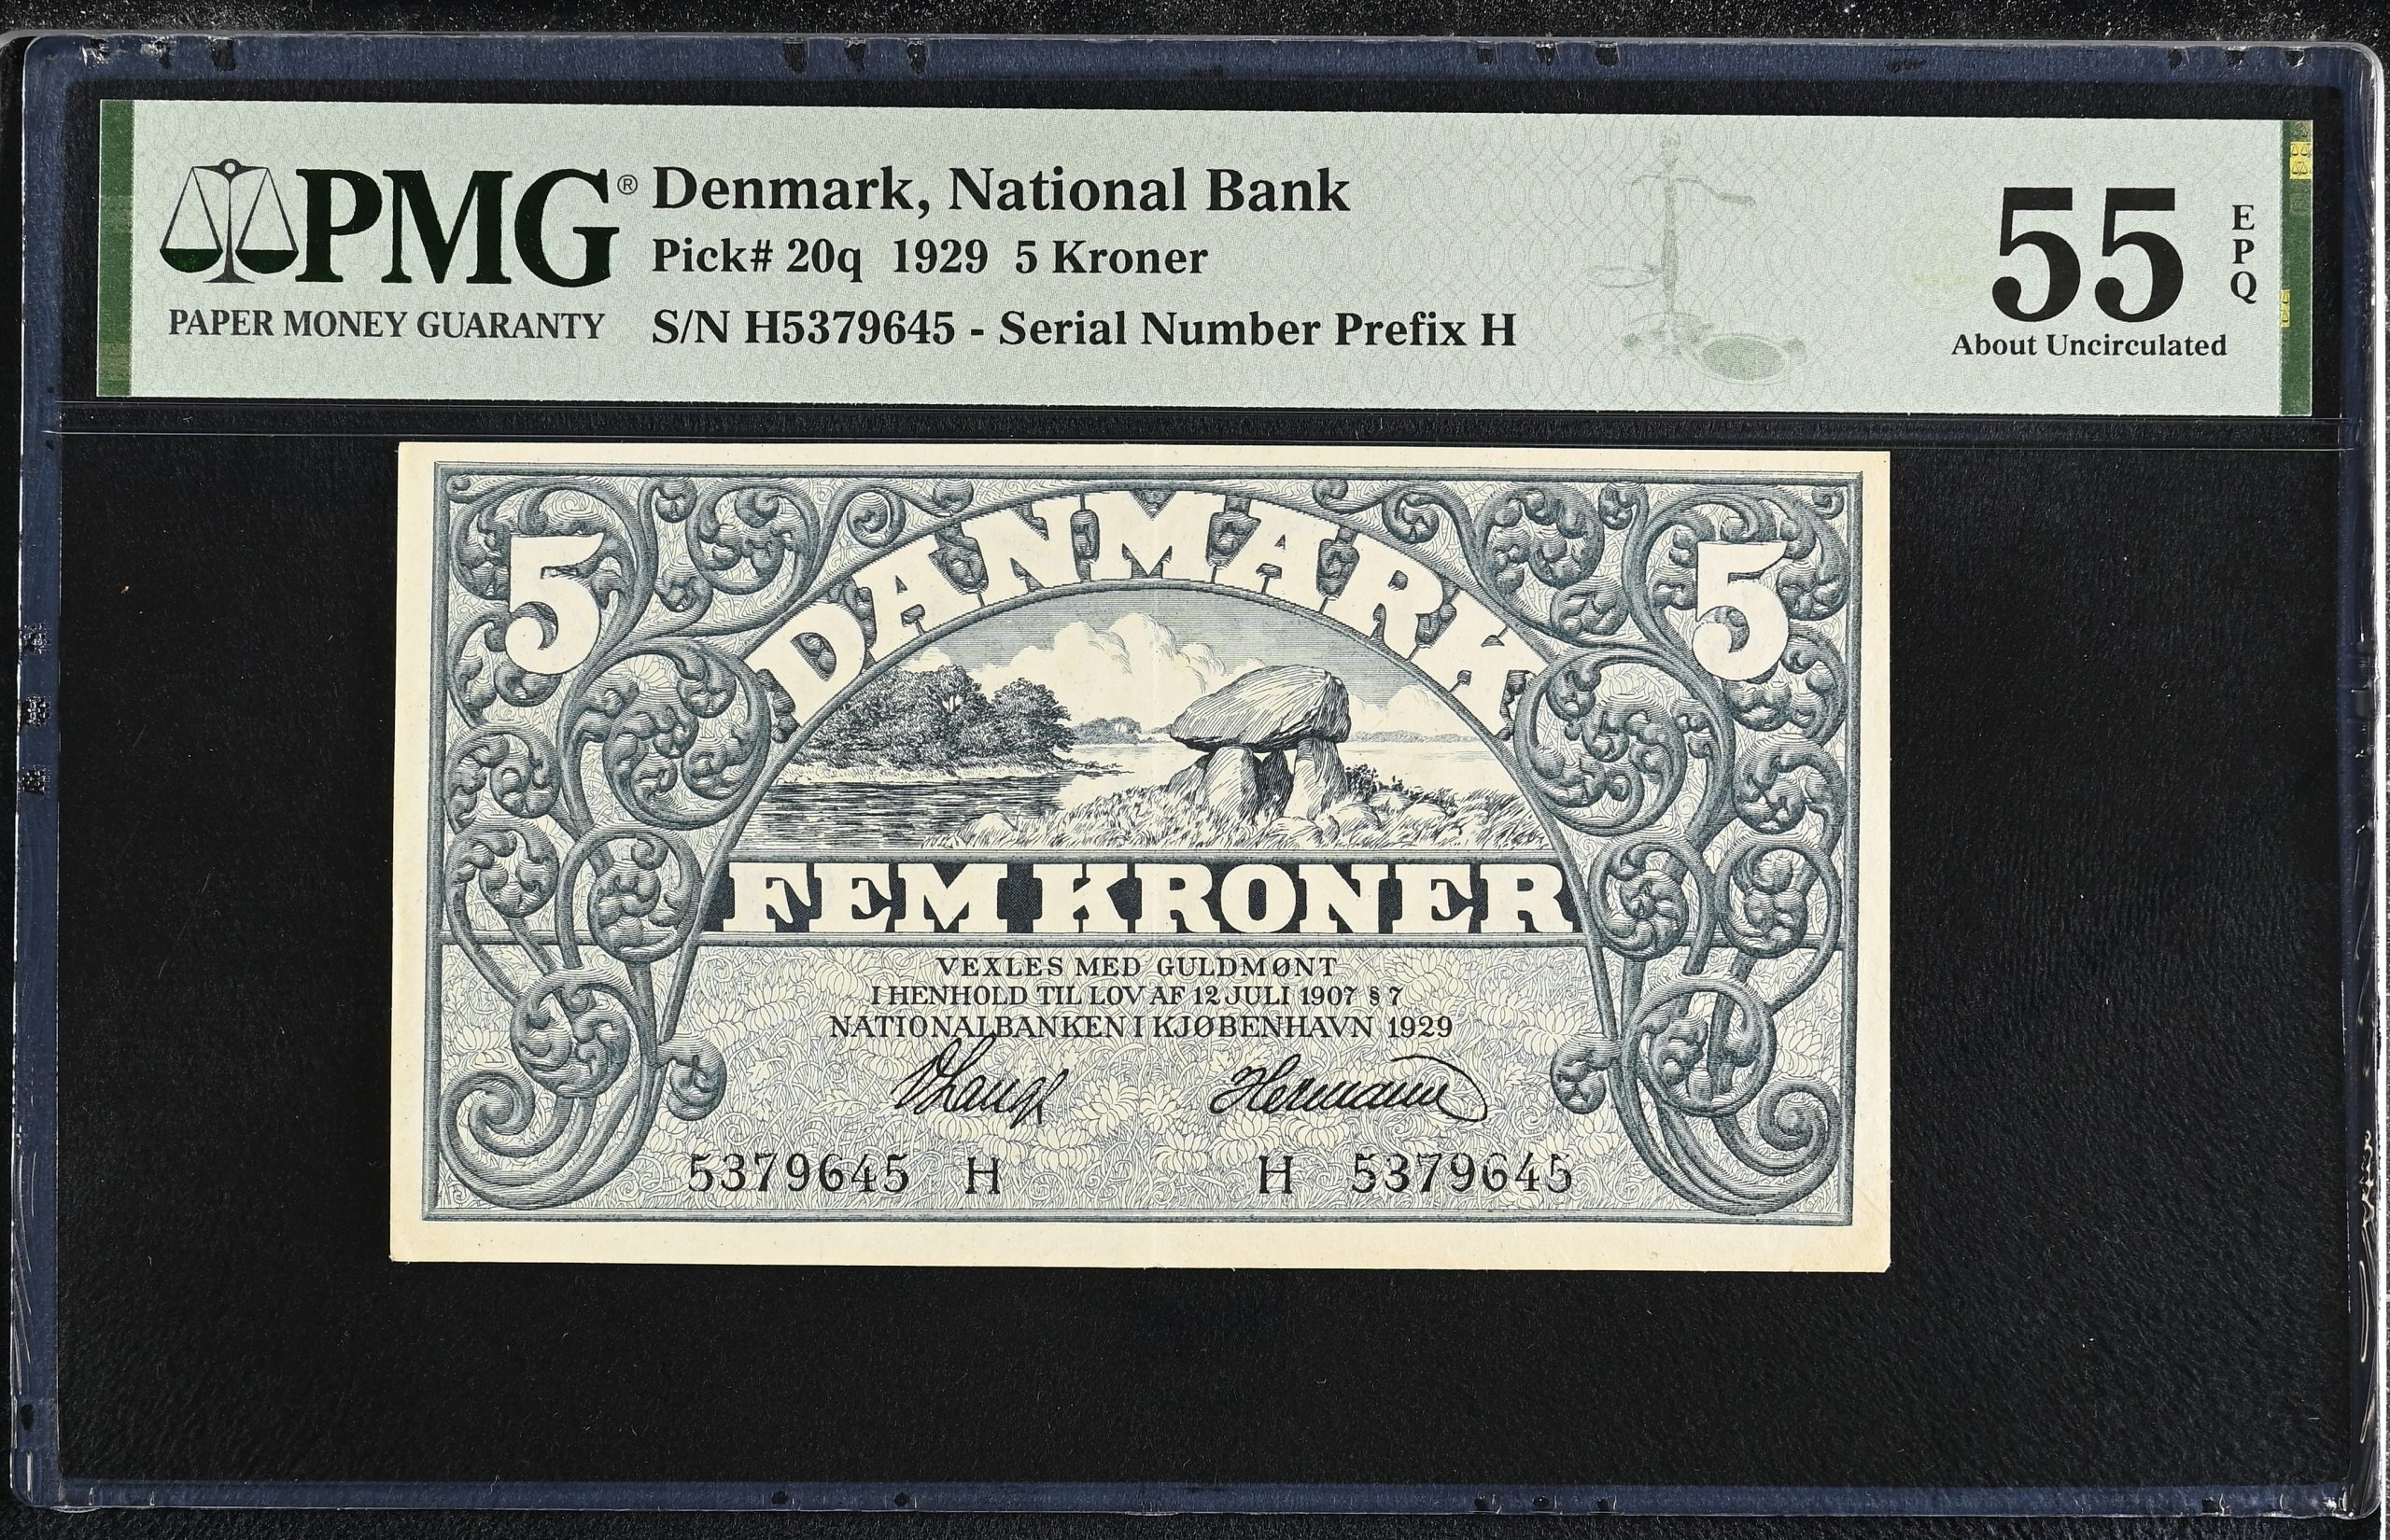 PMG®
PAPER MONEY GUARANTY
Denmark, National Bank
Pick# 20q 1929 5 Kroner
S/N H5379645 - Serial Number Prefix H
55
EPQ
About Uncirculated
5
DANMARK
5
FEM KRONER
VEXLES MED GULDMØNT
I HENHOLD TIL LOV AF 12 JULI 1907 § 7
NATIONALBANKEN I KJØBENHAVN 1929
V Lange Hermann
5379645 H H 5379645